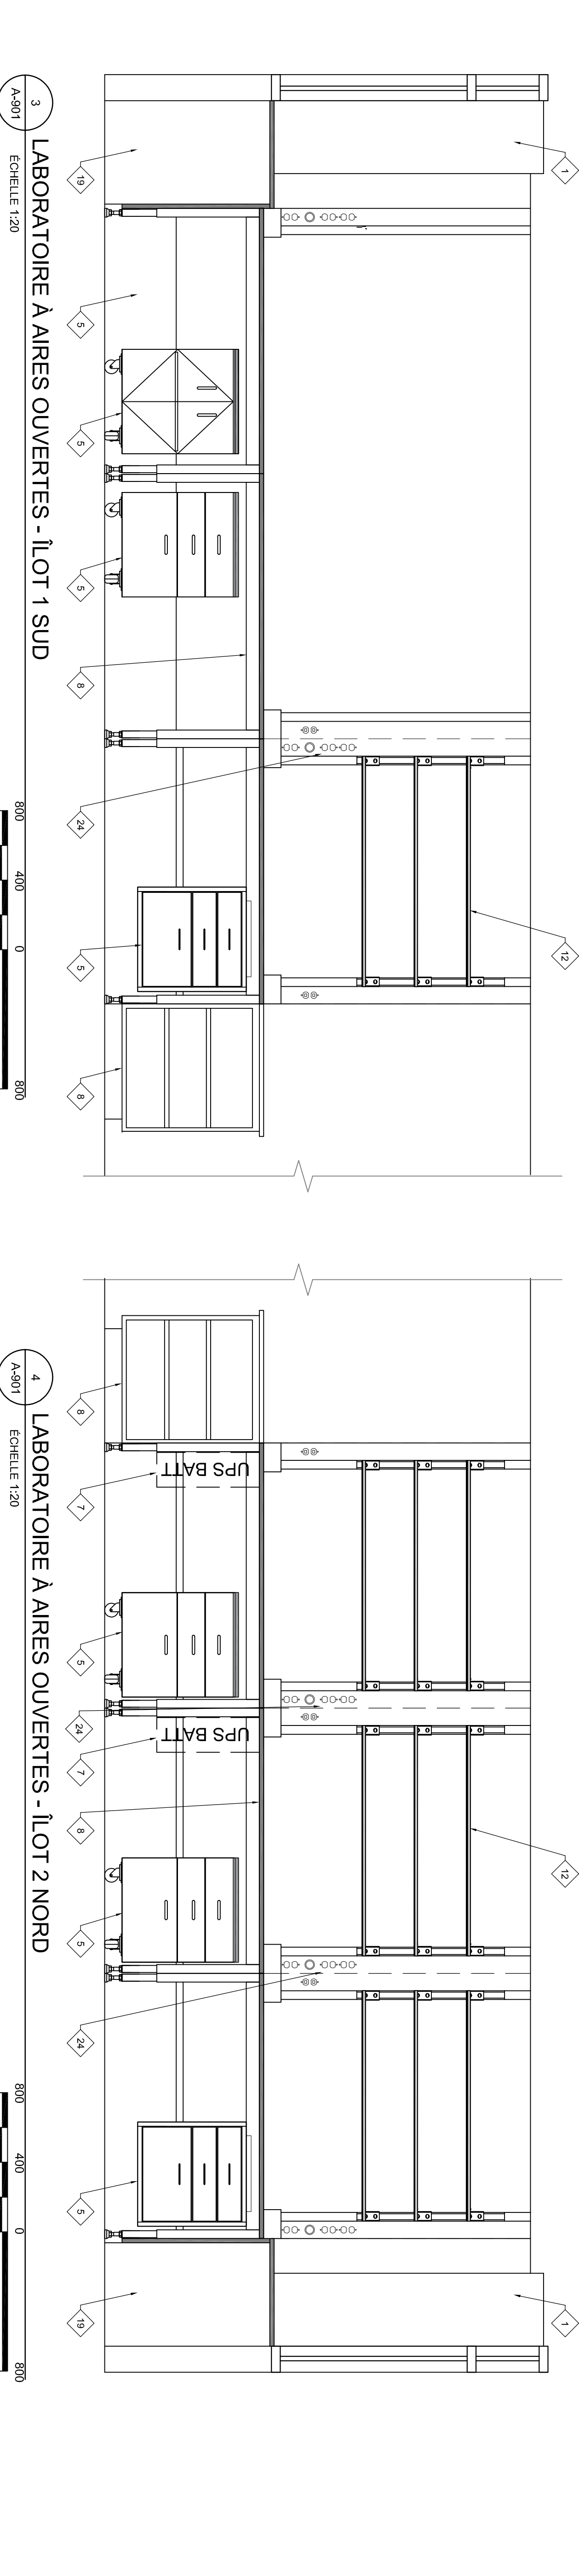 1
19
5
5
5
8
24
12
5
8
3
A-901
LABORATOIRE À AIRES OUVERTES - ÎLOT 1 SUD
ÉCHELLE 1:20
800 400 0 800
8
UPS BATT
7
5
24
UPS BATT
7
8
12
5
24
5
19
1
4
A-901
LABORATOIRE À AIRES OUVERTES - ÎLOT 2 NORD
ÉCHELLE 1:20
800 400 0 800